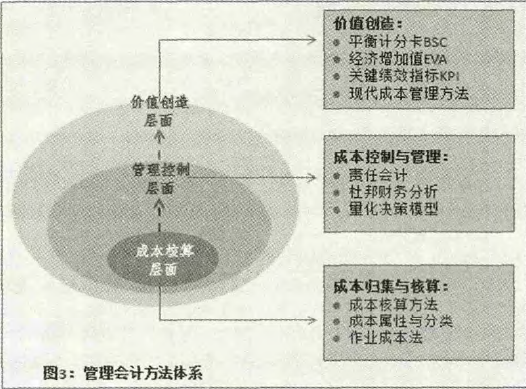 价值创造：
平衡计分卡BSC
经济增加值EVA
关键绩效指标KPI
现代成本管理方法
价值创造
层面
管理控制
层面
成本核算
层面
成本控制与管理：
责任会计
杜邦财务分析
量化决策模型
成本归集与核算：
成本核算方法
成本属性与分类
作业成本法
图3：管理会计方法体系